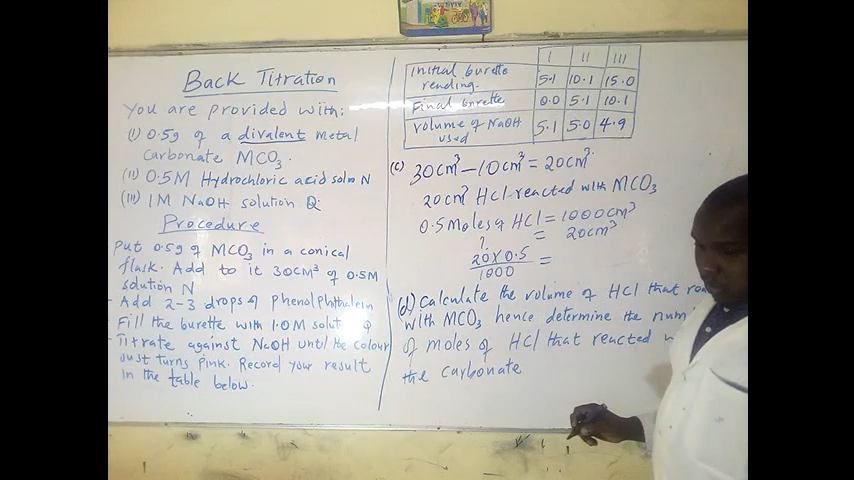 Back Titration
You are provided with:
(i) 0.5g of a divalent metal
Carbonate MCO3.
(ii) 0.5M Hydrochloric acid soln N
(iii) 1M NaOH solution Q
Procedure
Put 0.5g of MCO3 in a conical
flask. Add to it 30cm3 of 0.5M
solution N
- Add 2-3 drops of phenolphthalein
Fill the burette with 1.0M solut Q
- Titrate against NaOH until the colour
Just turns pink. Record your result
in the table below.
I II III
Initial burette reading. 5.1 10.1 15.0
Final burette 0.0 5.1 10.1
Volume of NaOH used 5.1 5.0 4.9
(c) 30cm3 - 10cm3 = 20cm3.
20cm3 HCl reacted with MCO3
0.5 Moles of HCl = 1000cm3
? = 20cm3
20 x 0.5 =
1000
(d) Calculate the volume of HCl that rea
with MCO3 hence determine the num
of moles of HCl that reacted w
the carbonate